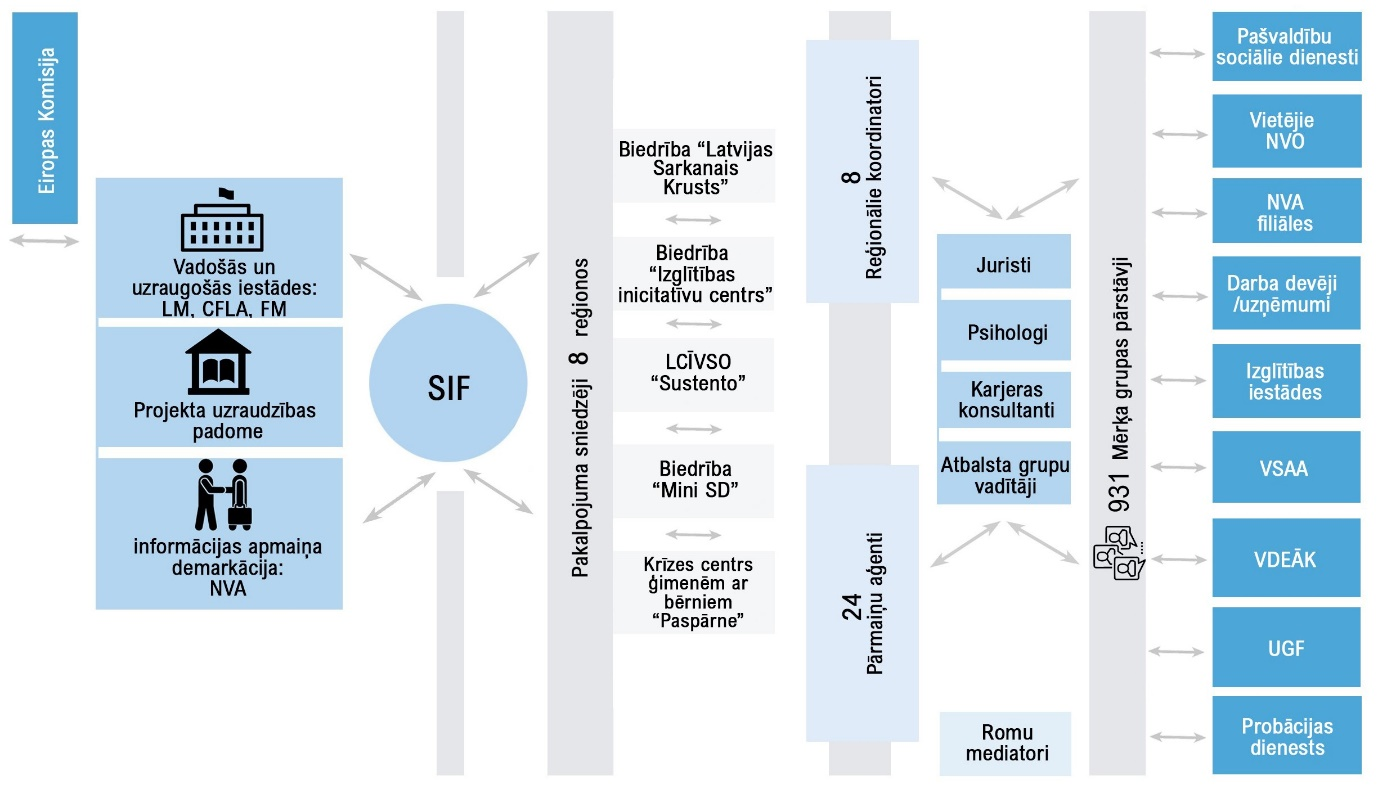 Eiropas Komisija
Vadošās un
uzraugošās iestādes:
LM, CFLA, FM
Projekta uzraudzības
padome
informācijas apmaiņa
demarkācija:
NVA
SIF
Pakalpojuma sniedzēji 8 reģionos
Biedrība “Latvijas
Sarkanais
Krusts”
Biedrība
“Izglītības
inicitatīvu centrs”
LCĪVSO
“Sustento”
Biedrība
“Mini SD”
Krīzes centrs
ģimenēm ar
bērniem
“Paspārne”
8
Reģionālie koordinatori
24
Pārmaiņu aģenti
Juristi
Psihologi
Karjeras
konsultanti
Atbalsta grupu
vadītāji
Romu
mediatori
931 Mērķa grupas pārstāvji
Pašvaldību
sociālie dienesti
Vietējie
NVO
NVA
filiāles
Darba devēji
/uzņēmumi
Izglītības
iestādes
VSAA
VDEĀK
UGF
Probācijas
dienests